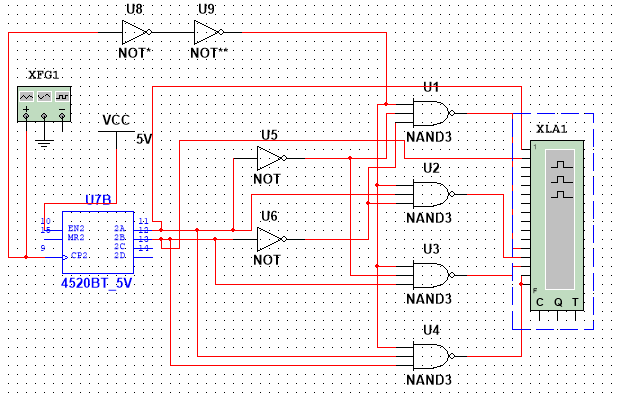 U8
U9
NOT*
NOT**
XFG1
VCC
5V
U1
NAND3
XLA1
1
U5
NOT
U2
NAND3
U7B
10
15
9
EN2
MR2
CP2
2A
2B
2C
2D
11
12
13
14
4520BT_5V
U6
NOT
U3
NAND3
F
C Q T
U4
NAND3